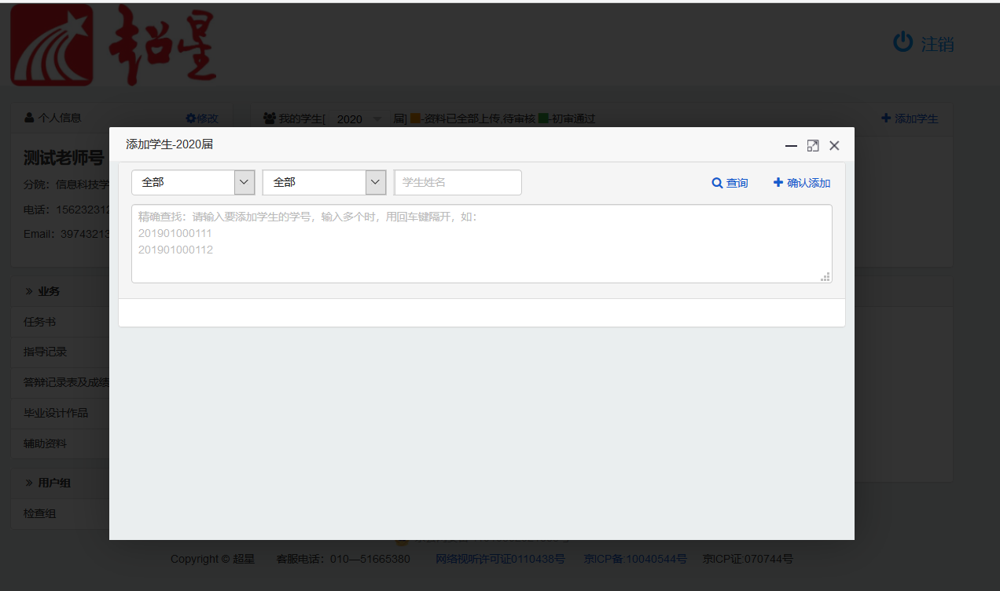 超星
注销
个人信息
修改
我的学生[ 2020 届] -资料已全部上传,待审核 -初审通过
添加学生
测试老师号
分院：信息科技学
电话：156232312
Email：39743213
业务
任务书
指导记录
答辩记录表及成绩
毕业设计作品
辅助资料
用户组
检查组
添加学生-2020届
全部
全部
学生姓名
查询
确认添加
精确查找：请输入要添加学生的学号，输入多个时，用回车键隔开，如：
201901000111
201901000112
Copyright © 超星 客服电话：010—51665380 网络视听许可证0110438号 京ICP备:10040544号 京ICP证:070744号